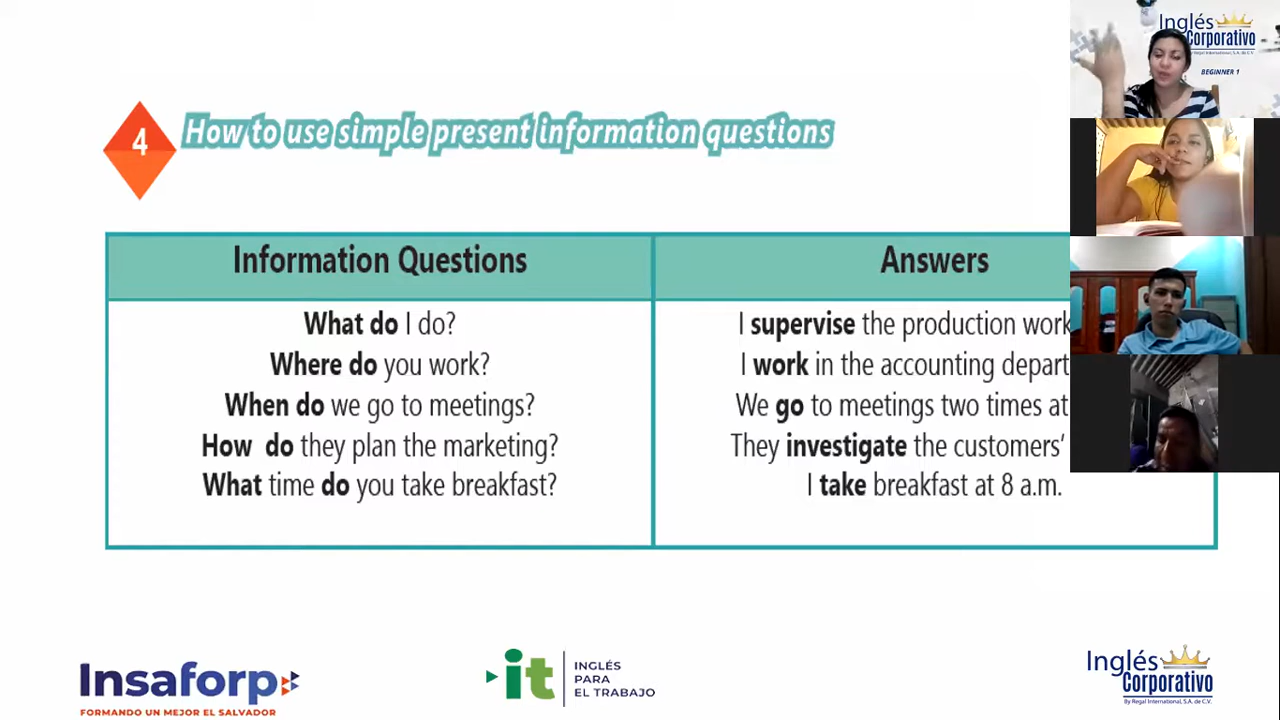 4
How to use simple present information questions
Information Questions
Answers
What do I do?
I supervise the production work
Where do you work?
I work in the accounting depart
When do we go to meetings?
We go to meetings two times at
How do they plan the marketing?
They investigate the customers'
What time do you take breakfast?
I take breakfast at 8 a.m.
Insaforp
FORMANDO UN MEJOR EL SALVADOR
it
INGLÉS
PARA
EL TRABAJO
Inglés
Corporativo
By Regal International, S.A. de C.V.
Inglés
Corporativo
By Regal International, S.A. de C.V.
BEGINNER 1